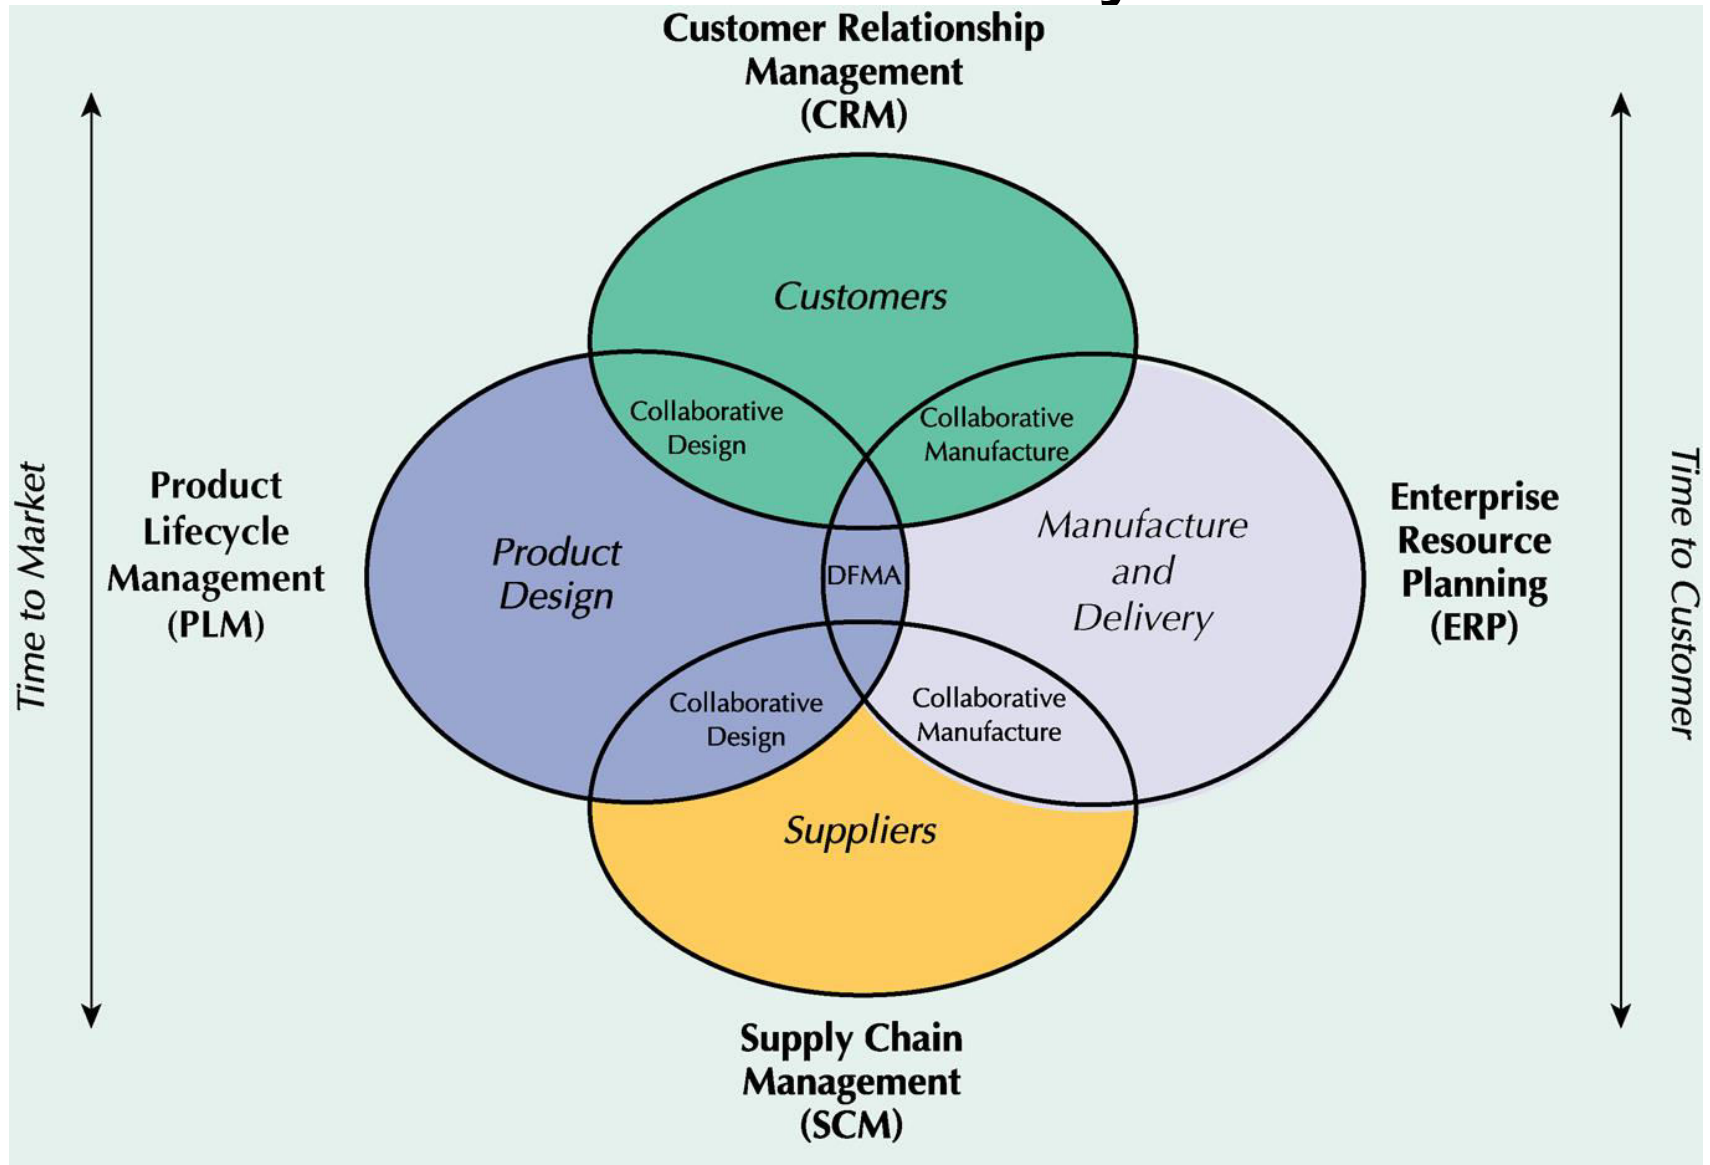 Customer Relationship
Management
(CRM)
Customers
Collaborative
Design
Collaborative
Manufacture
Time to Market
Product
Lifecycle
Management
(PLM)
Product
Design
DFMA
Manufacture
and
Delivery
Enterprise
Resource
Planning
(ERP)
Time to Customer
Collaborative
Design
Collaborative
Manufacture
Suppliers
Supply Chain
Management
(SCM)